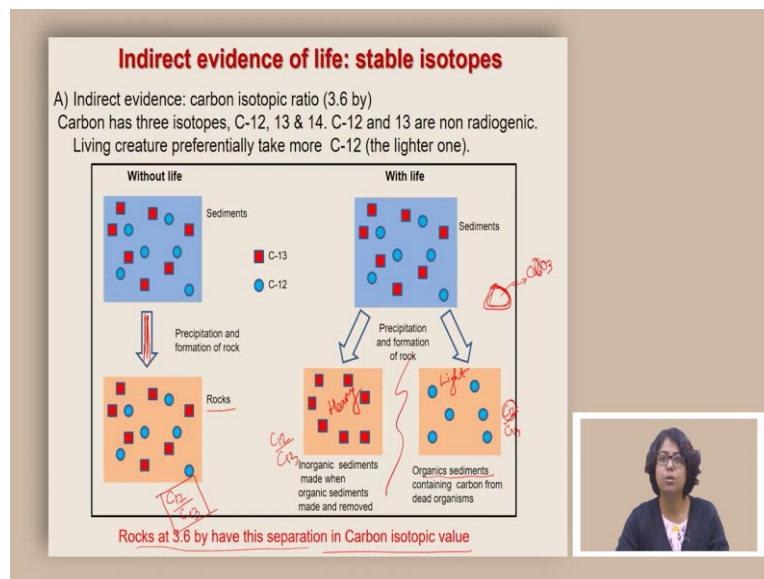 Indirect evidence of life: stable isotopes
A) Indirect evidence: carbon isotopic ratio (3.6 by)
Carbon has three isotopes, C-12, 13 & 14. C-12 and 13 are non radiogenic.
Living creature preferentially take more C-12 (the lighter one).
Without life
Sediments
C-13
C-12
Precipitation and
formation of rock
Rocks
C12
C13
With life
Sediments
Precipitation
and formation
of rock
Heavy
Light
C12
C13
C12
C13
Inorganic sediments
made when
organic sediments
made and removed
Organics sediments
containing carbon from
dead organisms
Rocks at 3.6 by have this separation in Carbon isotopic value